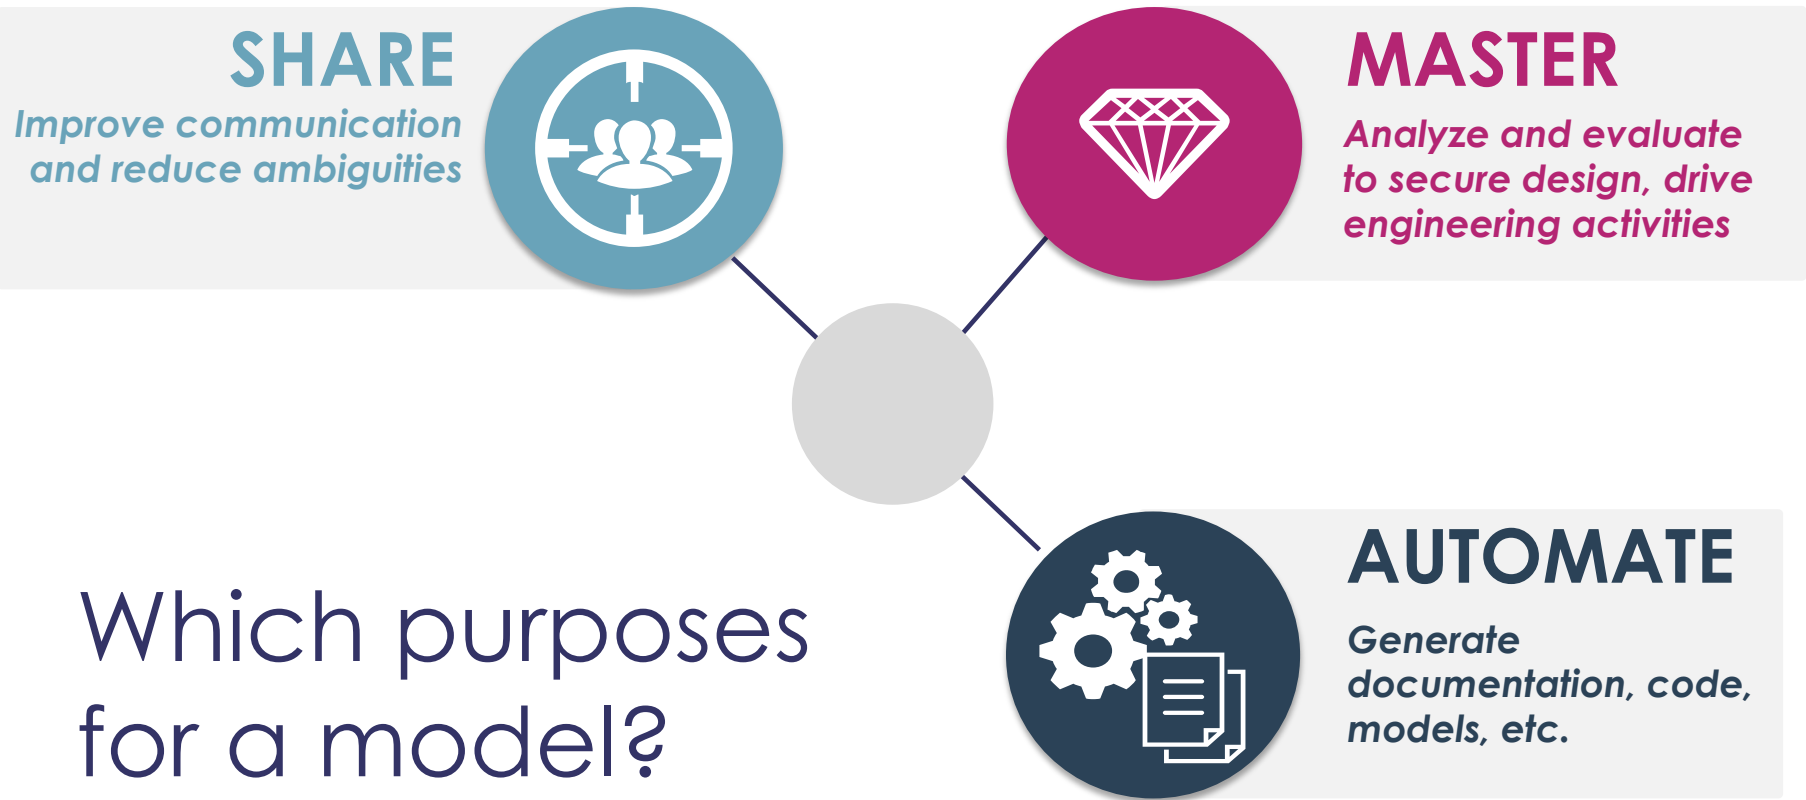 SHARE
Improve communication
and reduce ambiguities
MASTER
Analyze and evaluate
to secure design, drive
engineering activities
AUTOMATE
Generate
documentation, code,
models, etc.
Which purposes
for a model?